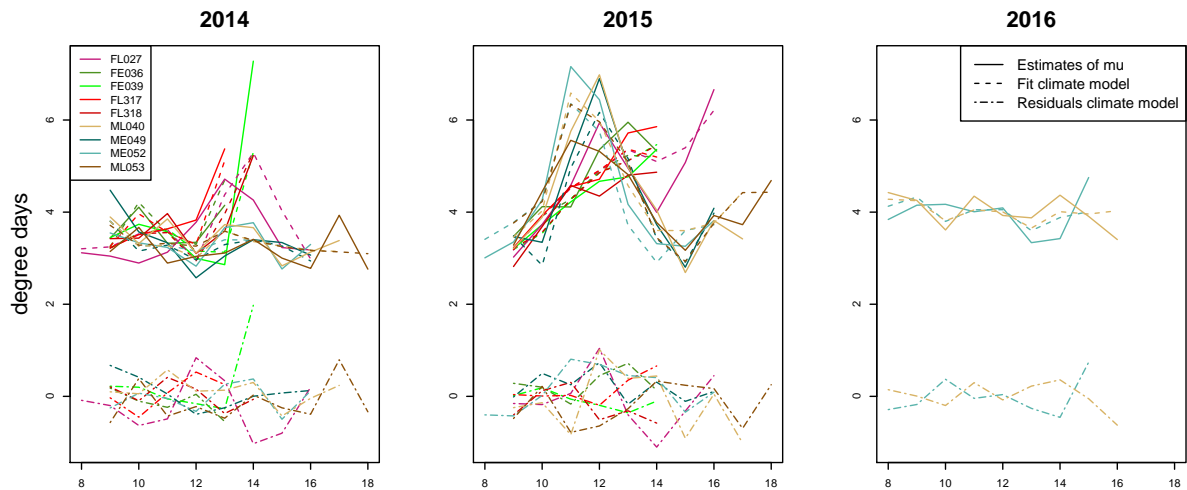 2014
2015
2016
degree days
FL027
FE036
FE039
FL317
FL318
ML040
ME049
ME052
ML053
Estimates of mu
Fit climate model
Residuals climate model
0
2
4
6
8
10
12
14
16
18
0
2
4
6
8
10
12
14
16
18
0
2
4
6
8
10
12
14
16
18